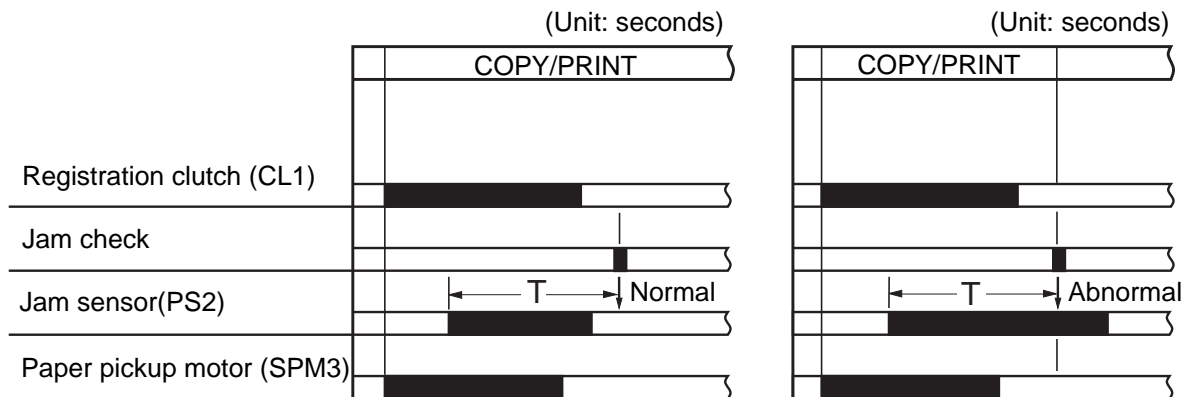 (Unit: seconds)
(Unit: seconds)
COPY/PRINT
COPY/PRINT
Registration clutch (CL1)
Jam check
Jam sensor(PS2)
T
Normal
T
Abnormal
Paper pickup motor (SPM3)